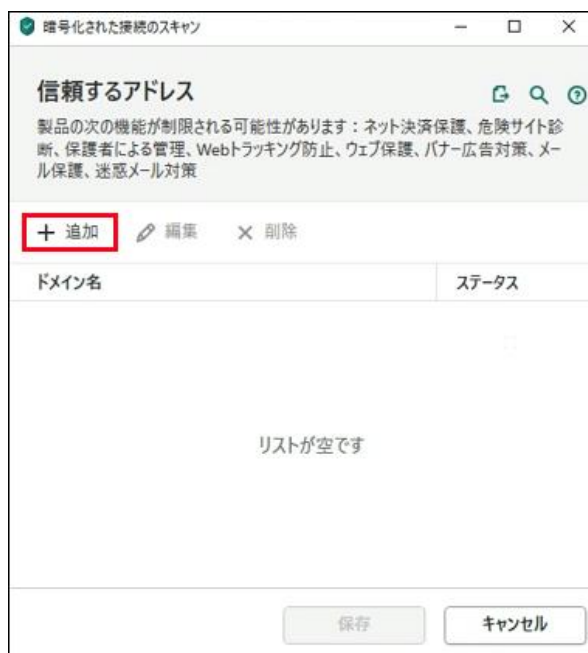 暗号化された接続のスキャン
信頼するアドレス
製品の次の機能が制限される可能性があります：ネット決済保護、危険サイト診
断、保護者による管理、Webトラッキング防止、ウェブ保護、バナー広告対策、メー
ル保護、迷惑メール対策
追加 編集 削除
ドメイン名 ステータス
リストが空です
保存 キャンセル